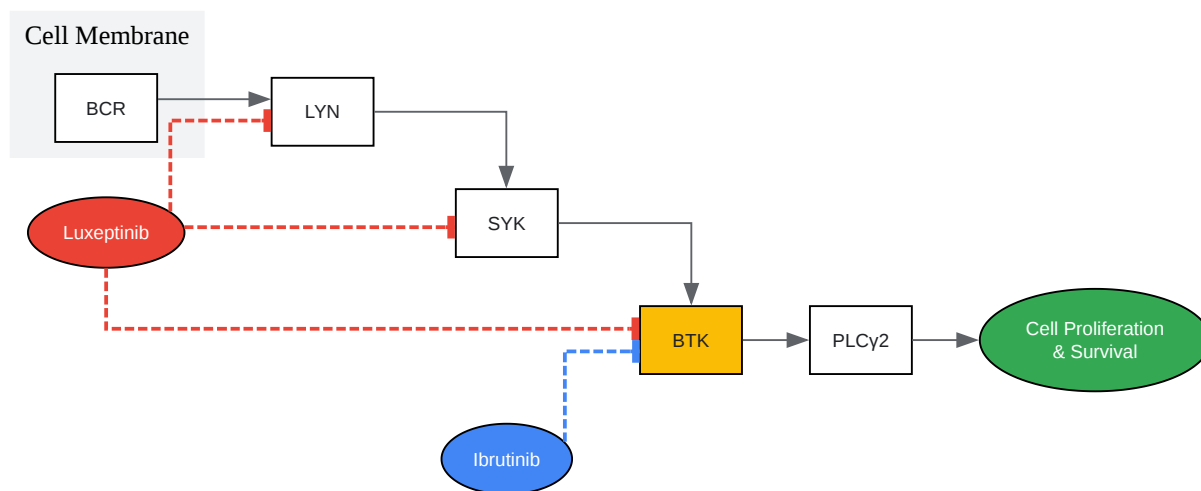 Cell Membrane
BCR
LYN
Luxeptinib
SYK
BTK
PLCγ2
Cell Proliferation
& Survival
Ibrutinib